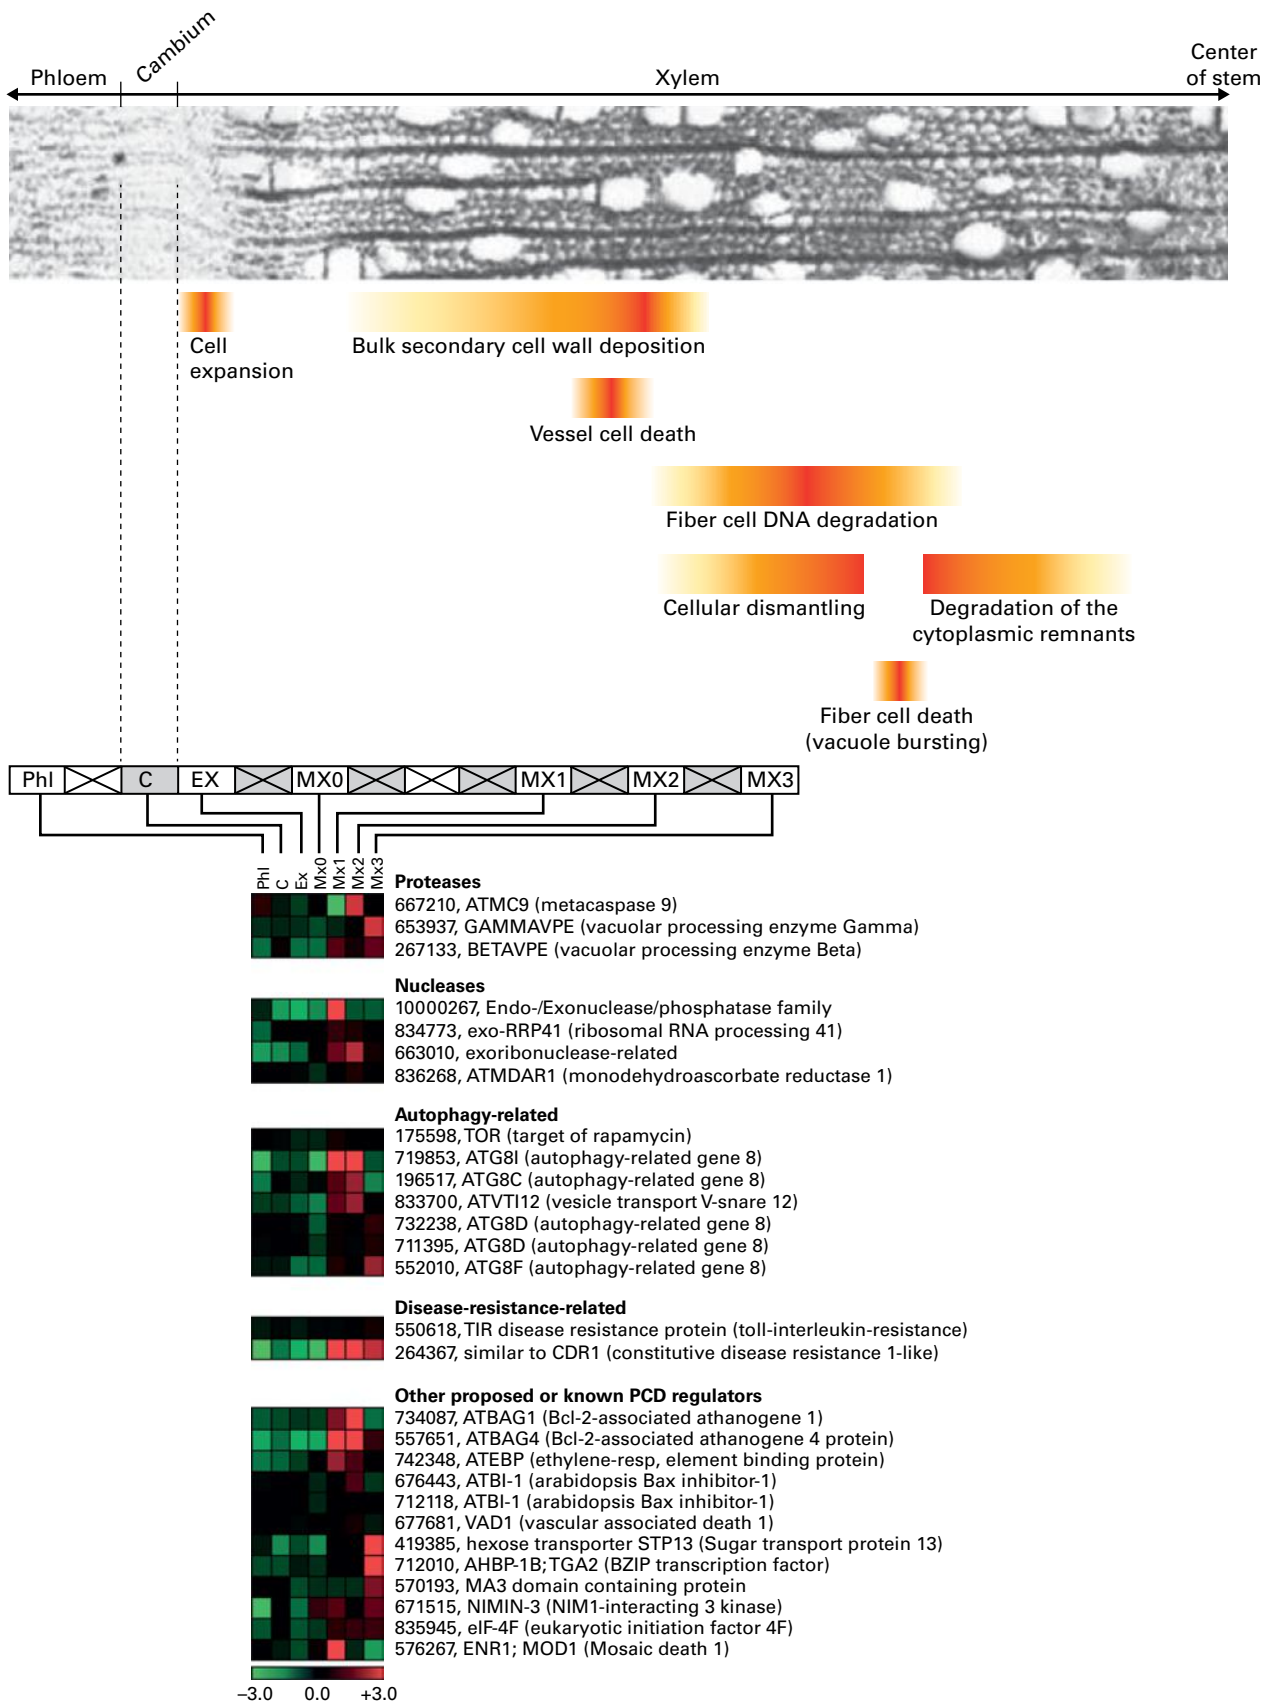 Phloem
Cambium
Xylem
Center
of stem
Cell
expansion
Bulk secondary cell wall deposition
Vessel cell death
Fiber cell DNA degradation
Cellular dismantling
Degradation of the
cytoplasmic remnants
Fiber cell death
(vacuole bursting)
Phl C EX MX0 MX1 MX2 MX3
Phl C Ex Mx0 Mx1 Mx2 Mx3
Proteases
667210, ATMC9 (metacaspase 9)
653937, GAMMAVPE (vacuolar processing enzyme Gamma)
267133, BETAVPE (vacuolar processing enzyme Beta)
Nucleases
10000267, Endo-/Exonuclease/phosphatase family
834773, exo-RRP41 (ribosomal RNA processing 41)
663010, exoribonuclease-related
836268, ATMDAR1 (monodehydroascorbate reductase 1)
Autophagy-related
175598, TOR (target of rapamycin)
719853, ATG8I (autophagy-related gene 8)
196517, ATG8C (autophagy-related gene 8)
833700, ATVTI12 (vesicle transport V-snare 12)
732238, ATG8D (autophagy-related gene 8)
711395, ATG8D (autophagy-related gene 8)
552010, ATG8F (autophagy-related gene 8)
Disease-resistance-related
550618, TIR disease resistance protein (toll-interleukin-resistance)
264367, similar to CDR1 (constitutive disease resistance 1-like)
Other proposed or known PCD regulators
734087, ATBAG1 (Bcl-2-associated athanogene 1)
557651, ATBAG4 (Bcl-2-associated athanogene 4 protein)
742348, ATEBP (ethylene-resp, element binding protein)
676443, ATBI-1 (arabidopsis Bax inhibitor-1)
712118, ATBI-1 (arabidopsis Bax inhibitor-1)
677681, VAD1 (vascular associated death 1)
419385, hexose transporter STP13 (Sugar transport protein 13)
712010, AHBP-1B; TGA2 (BZIP transcription factor)
570193, MA3 domain containing protein
671515, NIMIN-3 (NIM1-interacting 3 kinase)
835945, eIF-4F (eukaryotic initiation factor 4F)
576267, ENR1; MOD1 (Mosaic death 1)
−3.0 0.0 +3.0